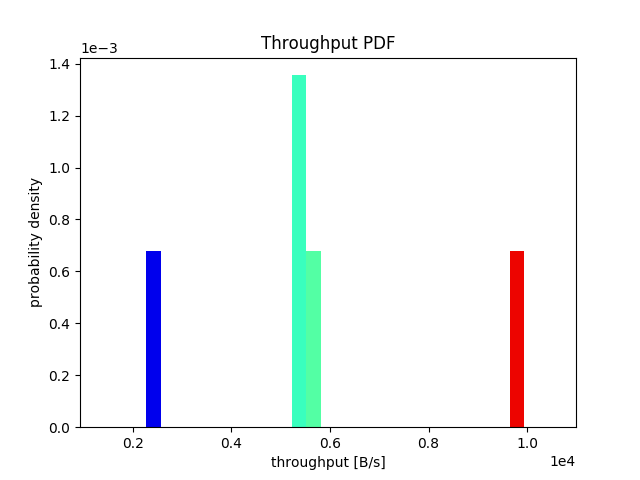 Throughput PDF
1e−3
1.4
1.2
1.0
0.8
0.6
0.4
0.2
0.0
probability density
0.2 0.4 0.6 0.8 1.0
1e4
throughput [B/s]